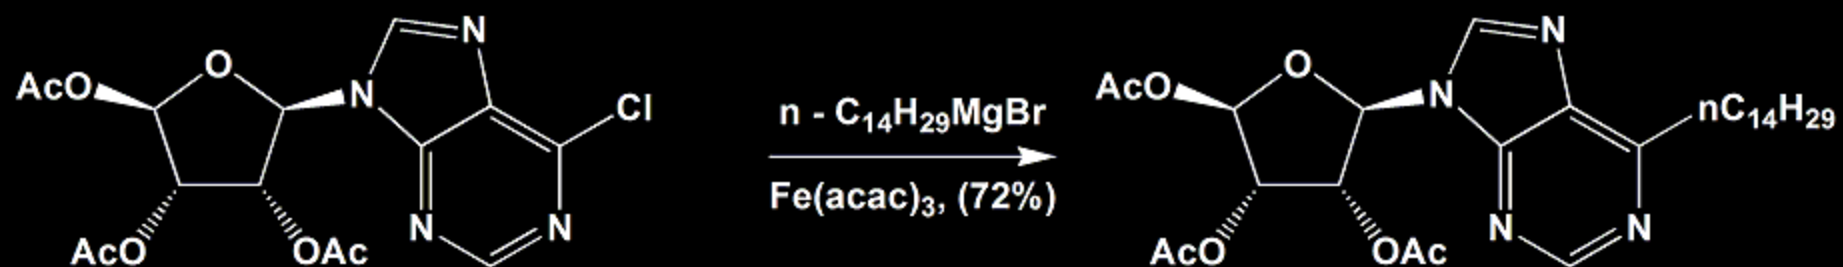 AcO
O
N
N
N
N
Cl
AcO
OAc
n - C₁₄H₂₉MgBr
Fe(acac)₃, (72%)
AcO
O
N
N
N
N
nC₁₄H₂₉
AcO
OAc